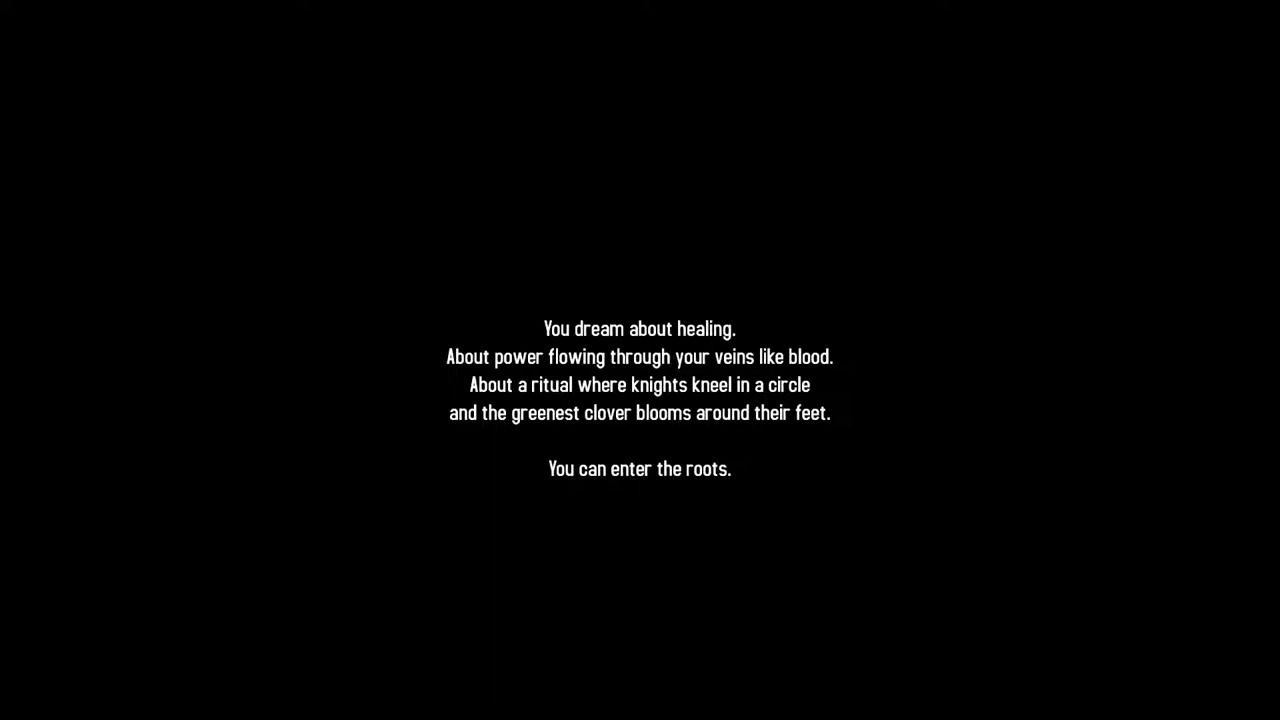 You dream about healing.
About power flowing through your veins like blood.
About a ritual where knights kneel in a circle
and the greenest clover blooms around their feet.
You can enter the roots.